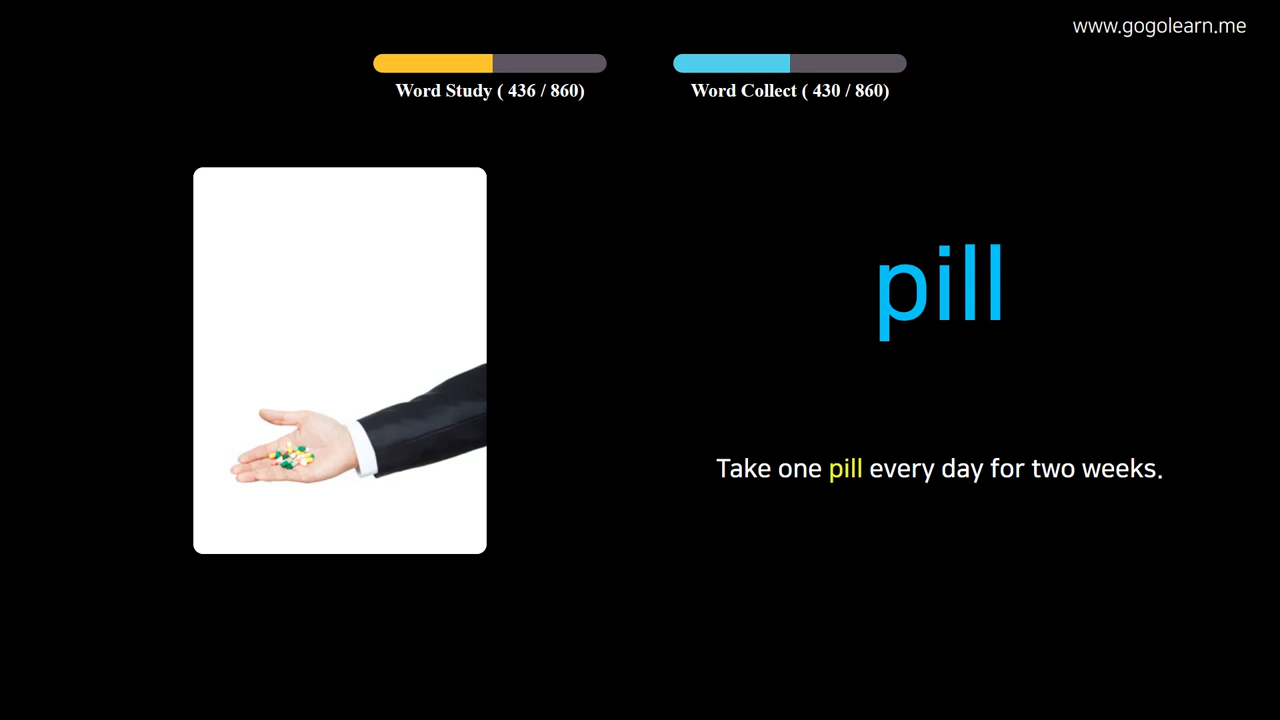 www.gogolearn.me
Word Study ( 436 / 860)
Word Collect ( 430 / 860)
pill
Take one pill every day for two weeks.